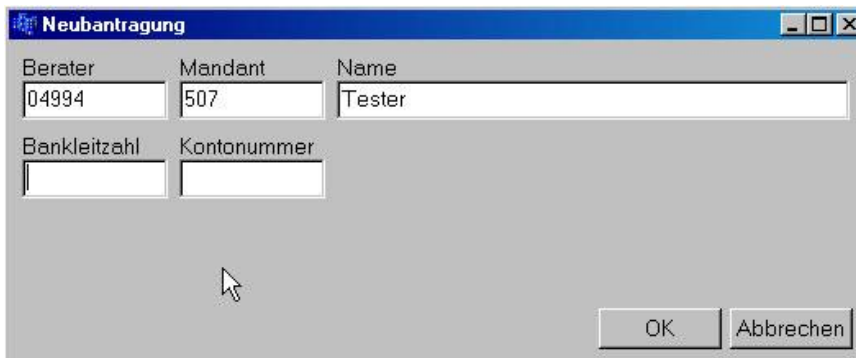 Neubantragung
Berater Mandant Name
04994 507 Tester
Bankleitzahl Kontonummer
OK Abbrechen